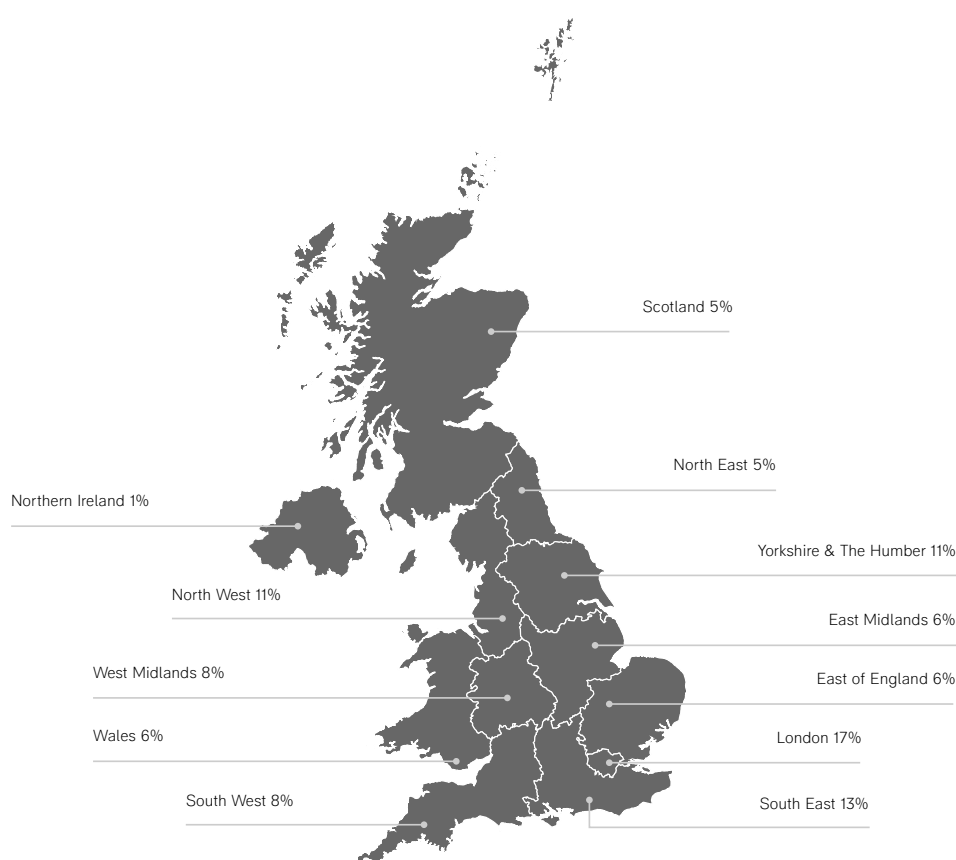 Scotland 5%
North East 5%
Northern Ireland 1%
Yorkshire & The Humber 11%
North West 11%
East Midlands 6%
West Midlands 8%
East of England 6%
Wales 6%
London 17%
South West 8%
South East 13%